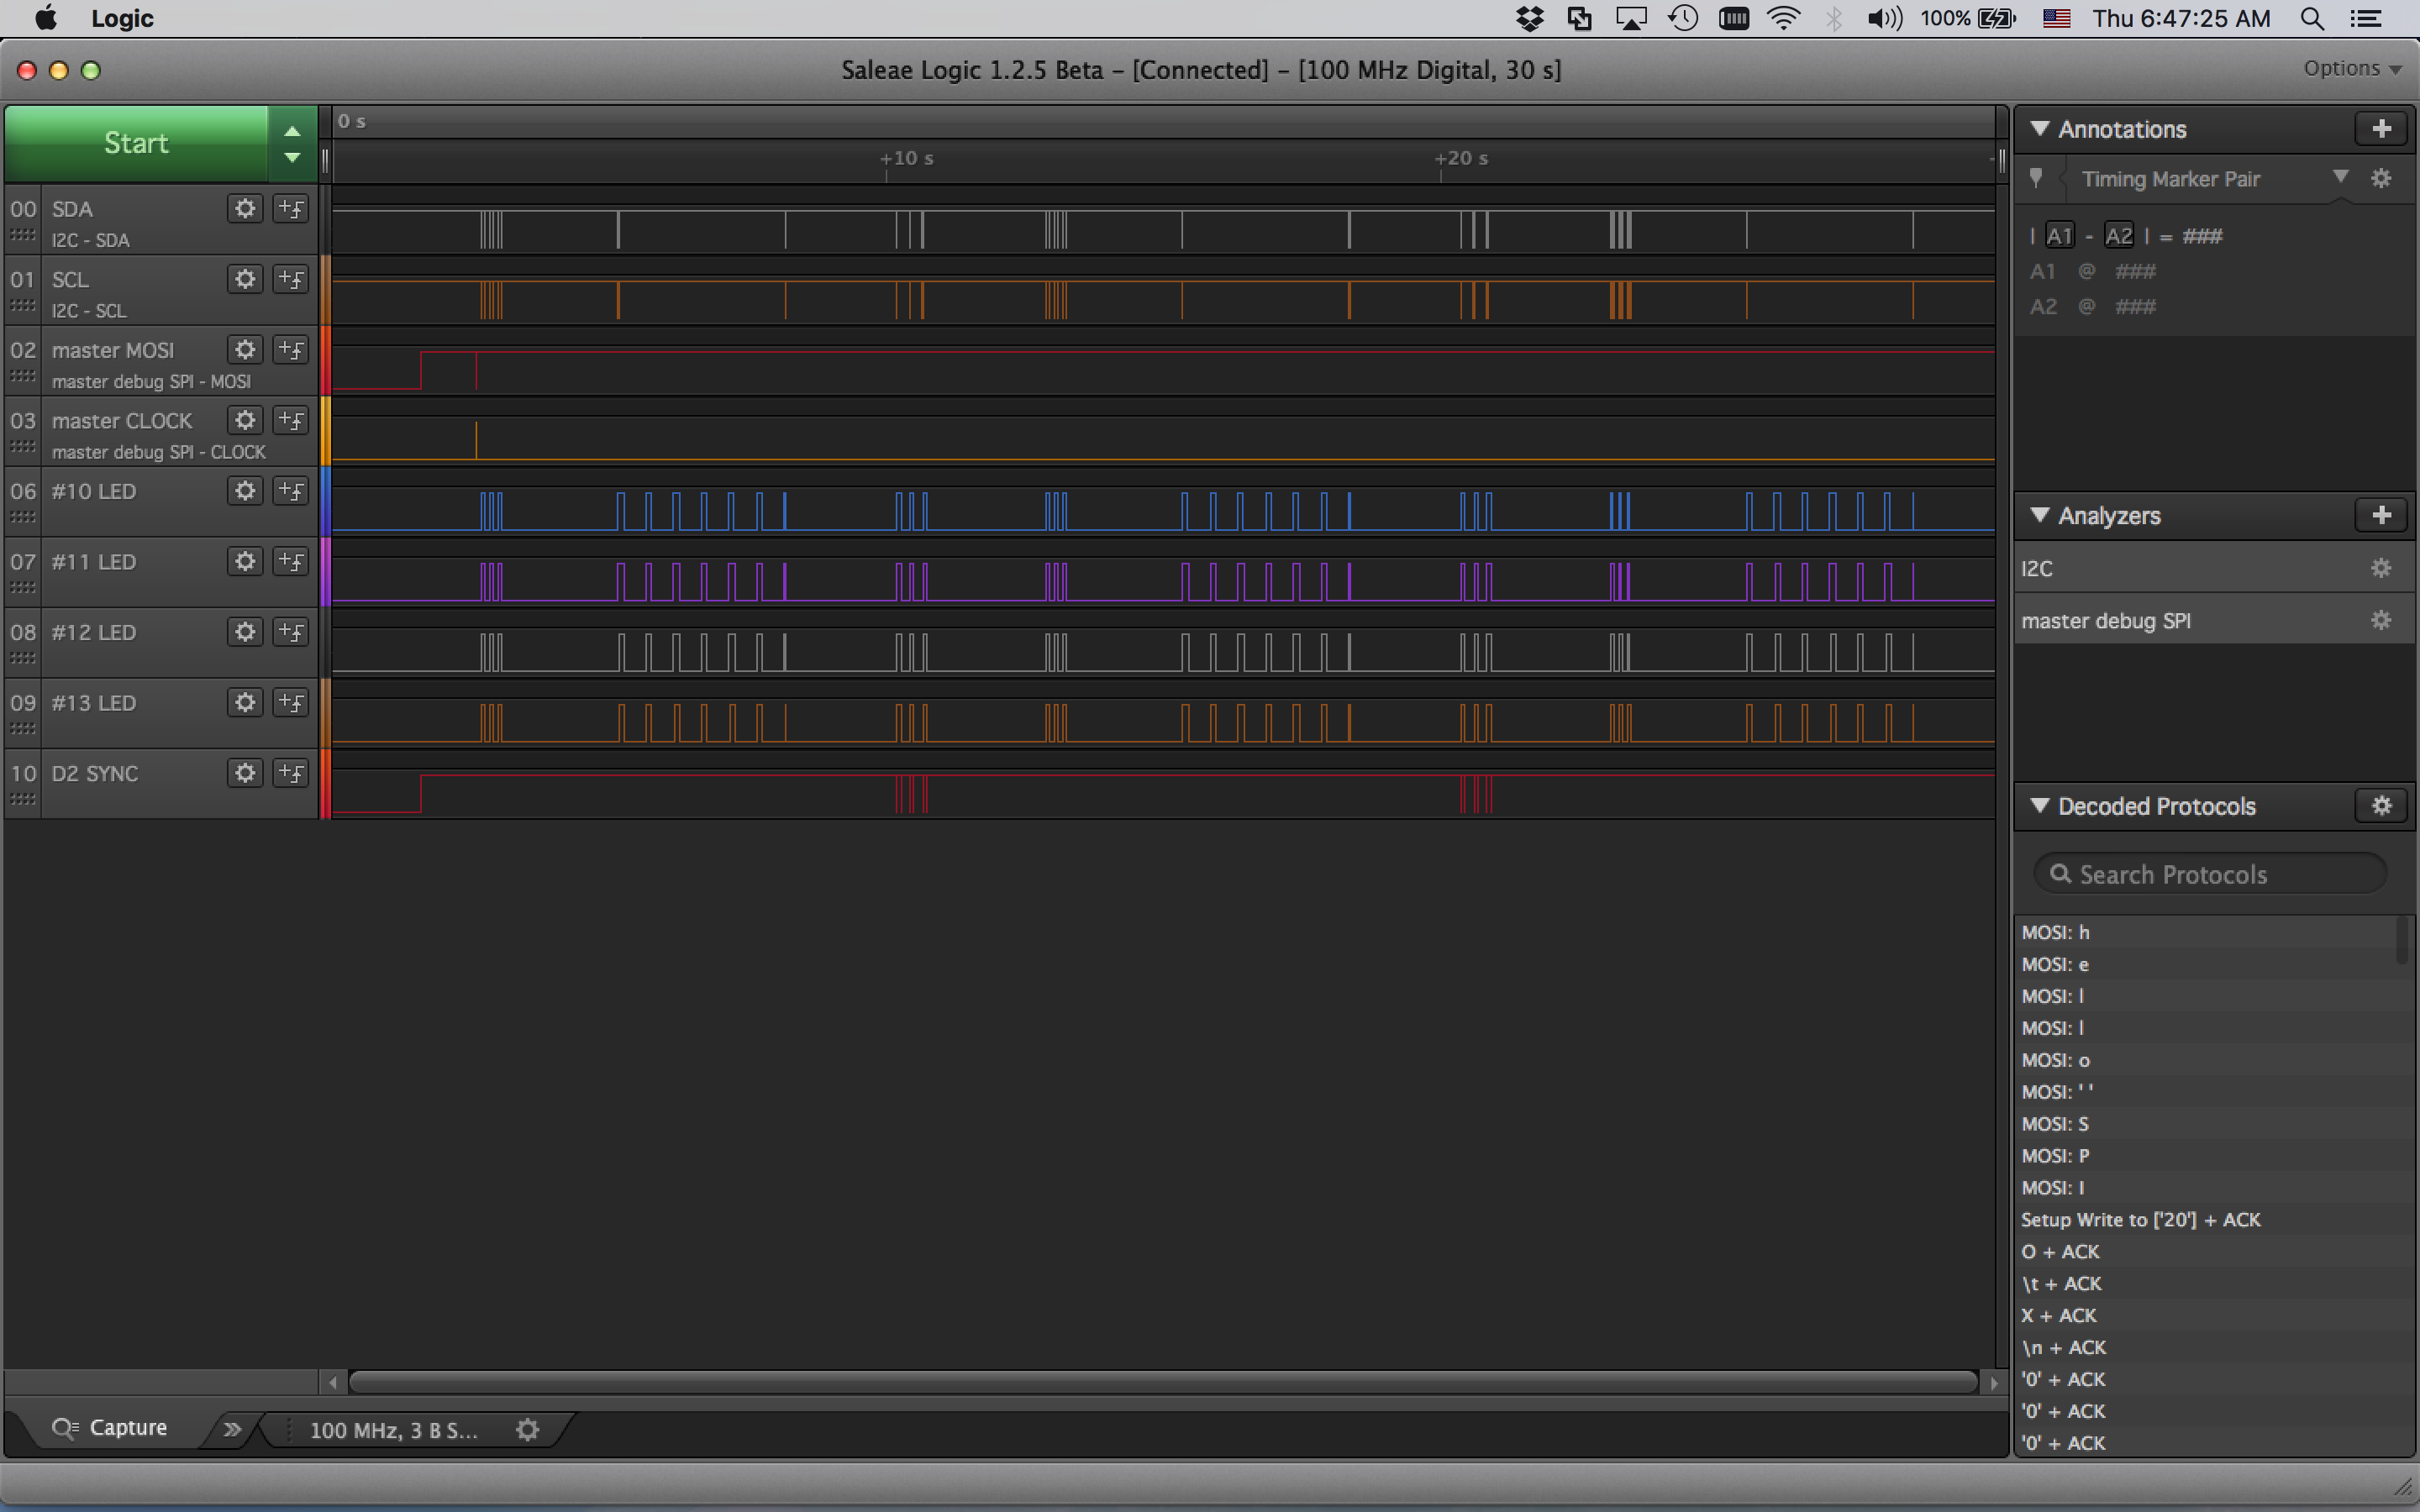 Logic
100%
Thu 6:47:25 AM
Saleae Logic 1.2.5 Beta – [Connected] – [100 MHz Digital, 30 s]
Options
Start
0 s
+10 s
+20 s
00 SDA
I2C - SDA
01 SCL
I2C - SCL
02 master MOSI
master debug SPI - MOSI
03 master CLOCK
master debug SPI - CLOCK
06 #10 LED
07 #11 LED
08 #12 LED
09 #13 LED
10 D2 SYNC
Annotations
Timing Marker Pair
| A1 - A2 | = ###
A1 @ ###
A2 @ ###
Analyzers
I2C
master debug SPI
Decoded Protocols
Search Protocols
MOSI: h
MOSI: e
MOSI: l
MOSI: l
MOSI: o
MOSI: ' '
MOSI: S
MOSI: P
MOSI: I
Setup Write to ['20'] + ACK
O + ACK
\t + ACK
X + ACK
\n + ACK
'0' + ACK
'0' + ACK
'0' + ACK
Capture
100 MHz, 3 B S...